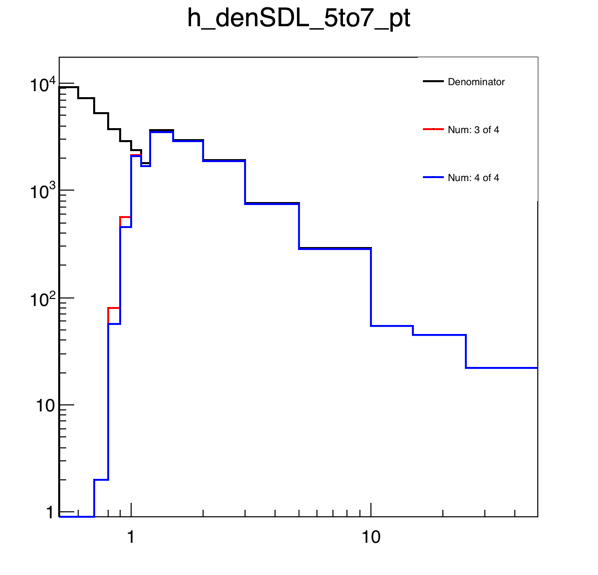 h_denSDL_5to7_pt
10⁴
Denominator
Num: 3 of 4
Num: 4 of 4
10³
10²
10
1
1
10